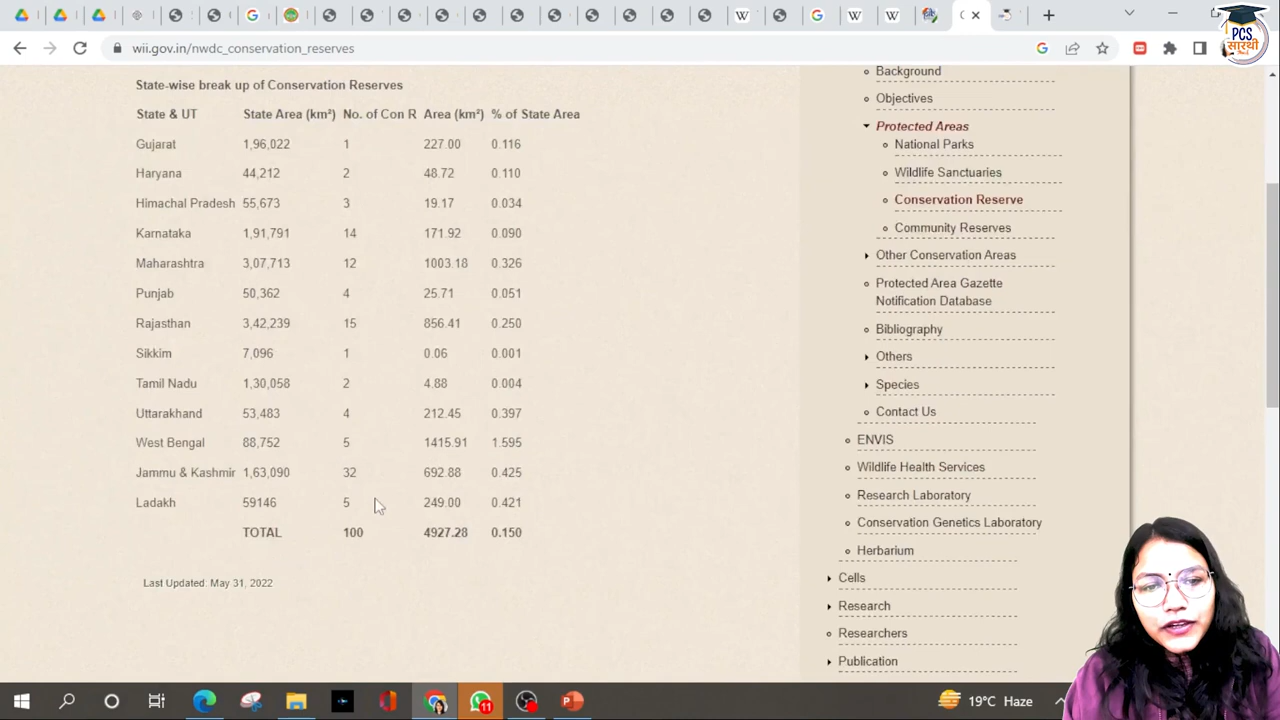 wii.gov.in/nwdc_conservation_reserves
PCS
सारथी
State-wise break up of Conservation Reserves
State & UT State Area (km²) No. of Con R Area (km²) % of State Area
Gujarat 1,96,022 1 227.00 0.116
Haryana 44,212 2 48.72 0.110
Himachal Pradesh 55,673 3 19.17 0.034
Karnataka 1,91,791 14 171.92 0.090
Maharashtra 3,07,713 12 1003.18 0.326
Punjab 50,362 4 25.71 0.051
Rajasthan 3,42,239 15 856.41 0.250
Sikkim 7,096 1 0.06 0.001
Tamil Nadu 1,30,058 2 4.88 0.004
Uttarakhand 53,483 4 212.45 0.397
West Bengal 88,752 5 1415.91 1.595
Jammu & Kashmir 1,63,090 32 692.88 0.425
Ladakh 59146 5 249.00 0.421
TOTAL 100 4927.28 0.150
Last Updated: May 31, 2022
Background
Objectives
Protected Areas
National Parks
Wildlife Sanctuaries
Conservation Reserve
Community Reserves
Other Conservation Areas
Protected Area Gazette
Notification Database
Bibliography
Others
Species
Contact Us
ENVIS
Wildlife Health Services
Research Laboratory
Conservation Genetics Laboratory
Herbarium
Cells
Research
Researchers
Publication
11
19°C Haze